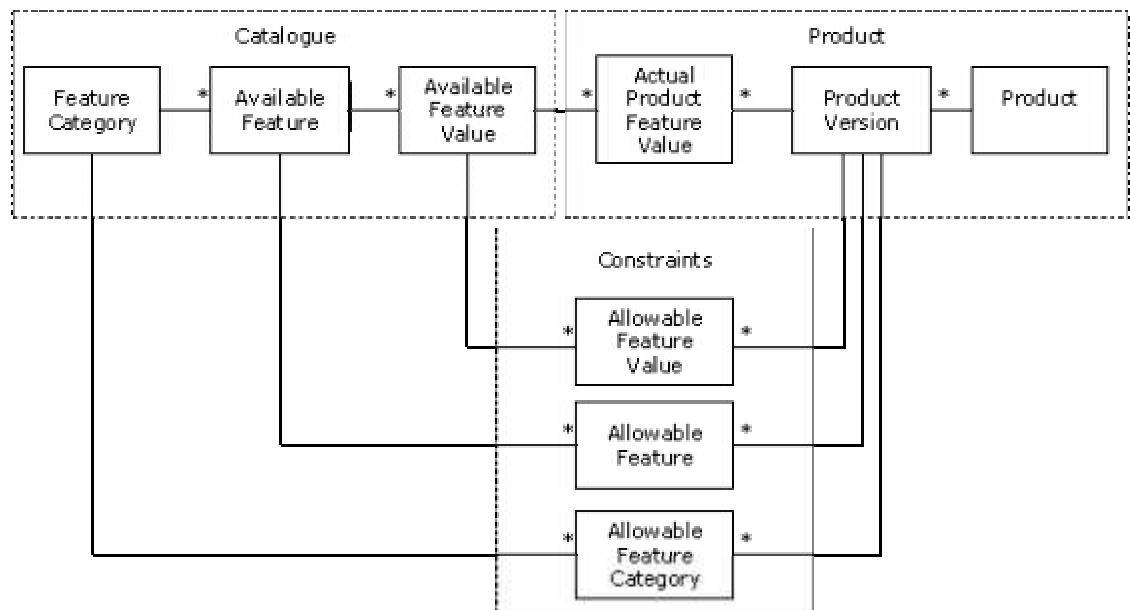 Catalogue
Product
Feature
Category
*
Available
Feature
*
Available
Feature
Value
*
Actual
Product
Feature
Value
*
Product
Version
*
Product
Constraints
*
Allowable
Feature
Value
*
*
Allowable
Feature
*
*
Allowable
Feature
Category
*